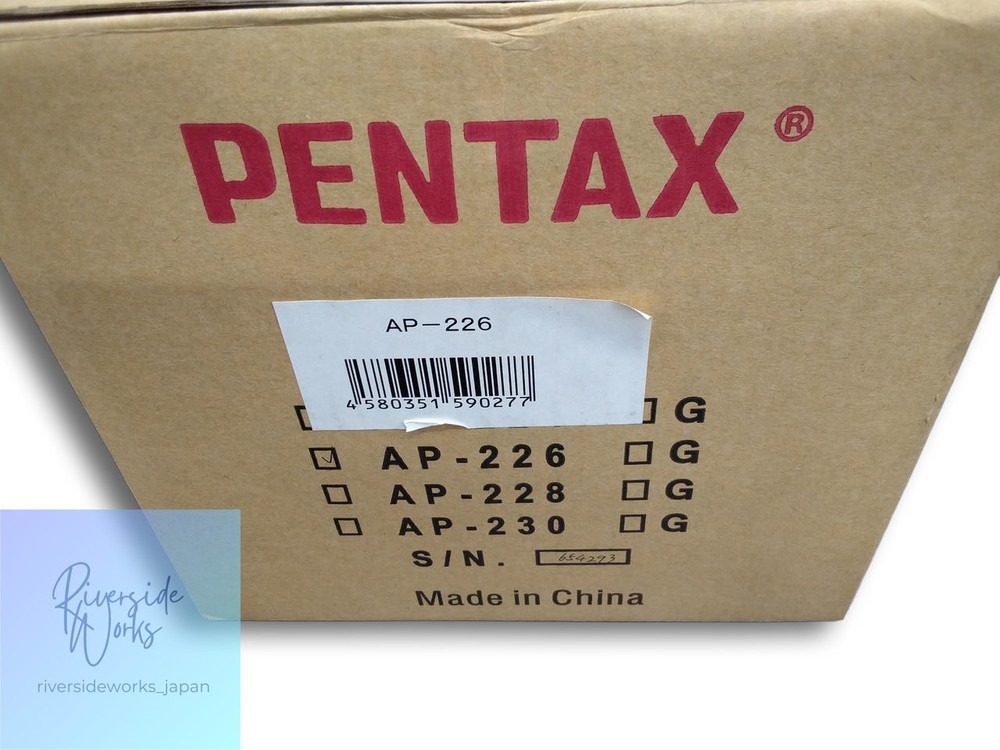 PENTAX®
AP-226
4 580351 590277
G
AP-226 G
AP-228 G
AP-230 G
S/N. 654293
Made in China
Riverside
Works
riversideworks_japan